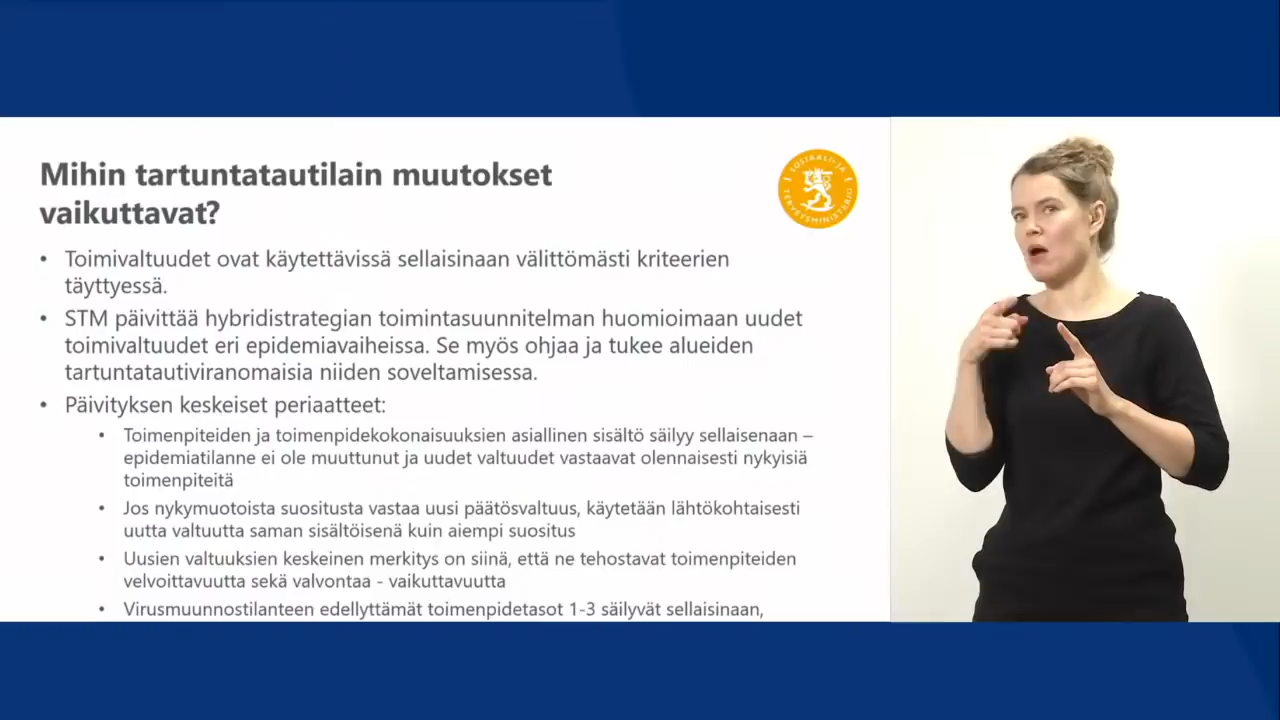 Mihin tartuntatautilain muutokset
vaikuttavat?
SOSIAALI- JA
TERVEYSMINISTERIÖ
• Toimivaltuudet ovat käytettävissä sellaisinaan välittömästi kriteerien
täyttyessä.
• STM päivittää hybridistrategian toimintasuunnitelman huomioimaan uudet
toimivaltuudet eri epidemiavaiheissa. Se myös ohjaa ja tukee alueiden
tartuntatautiviranomaisia niiden soveltamisessa.
• Päivityksen keskeiset periaatteet:
• Toimenpiteiden ja toimenpidekokonaisuuksien asiallinen sisältö säilyy sellaisenaan –
epidemiatilanne ei ole muuttunut ja uudet valtuudet vastaavat olennaisesti nykyisiä
toimenpiteitä
• Jos nykymuotoista suositusta vastaa uusi päätösvaltuus, käytetään lähtökohtaisesti
uutta valtuutta saman sisältöisenä kuin aiempi suositus
• Uusien valtuuksien keskeinen merkitys on siinä, että ne tehostavat toimenpiteiden
velvoittavuutta sekä valvontaa - vaikuttavuutta
• Virusmuunnostilanteen edellyttämät toimenpidetasot 1-3 säilyvät sellaisinaan,